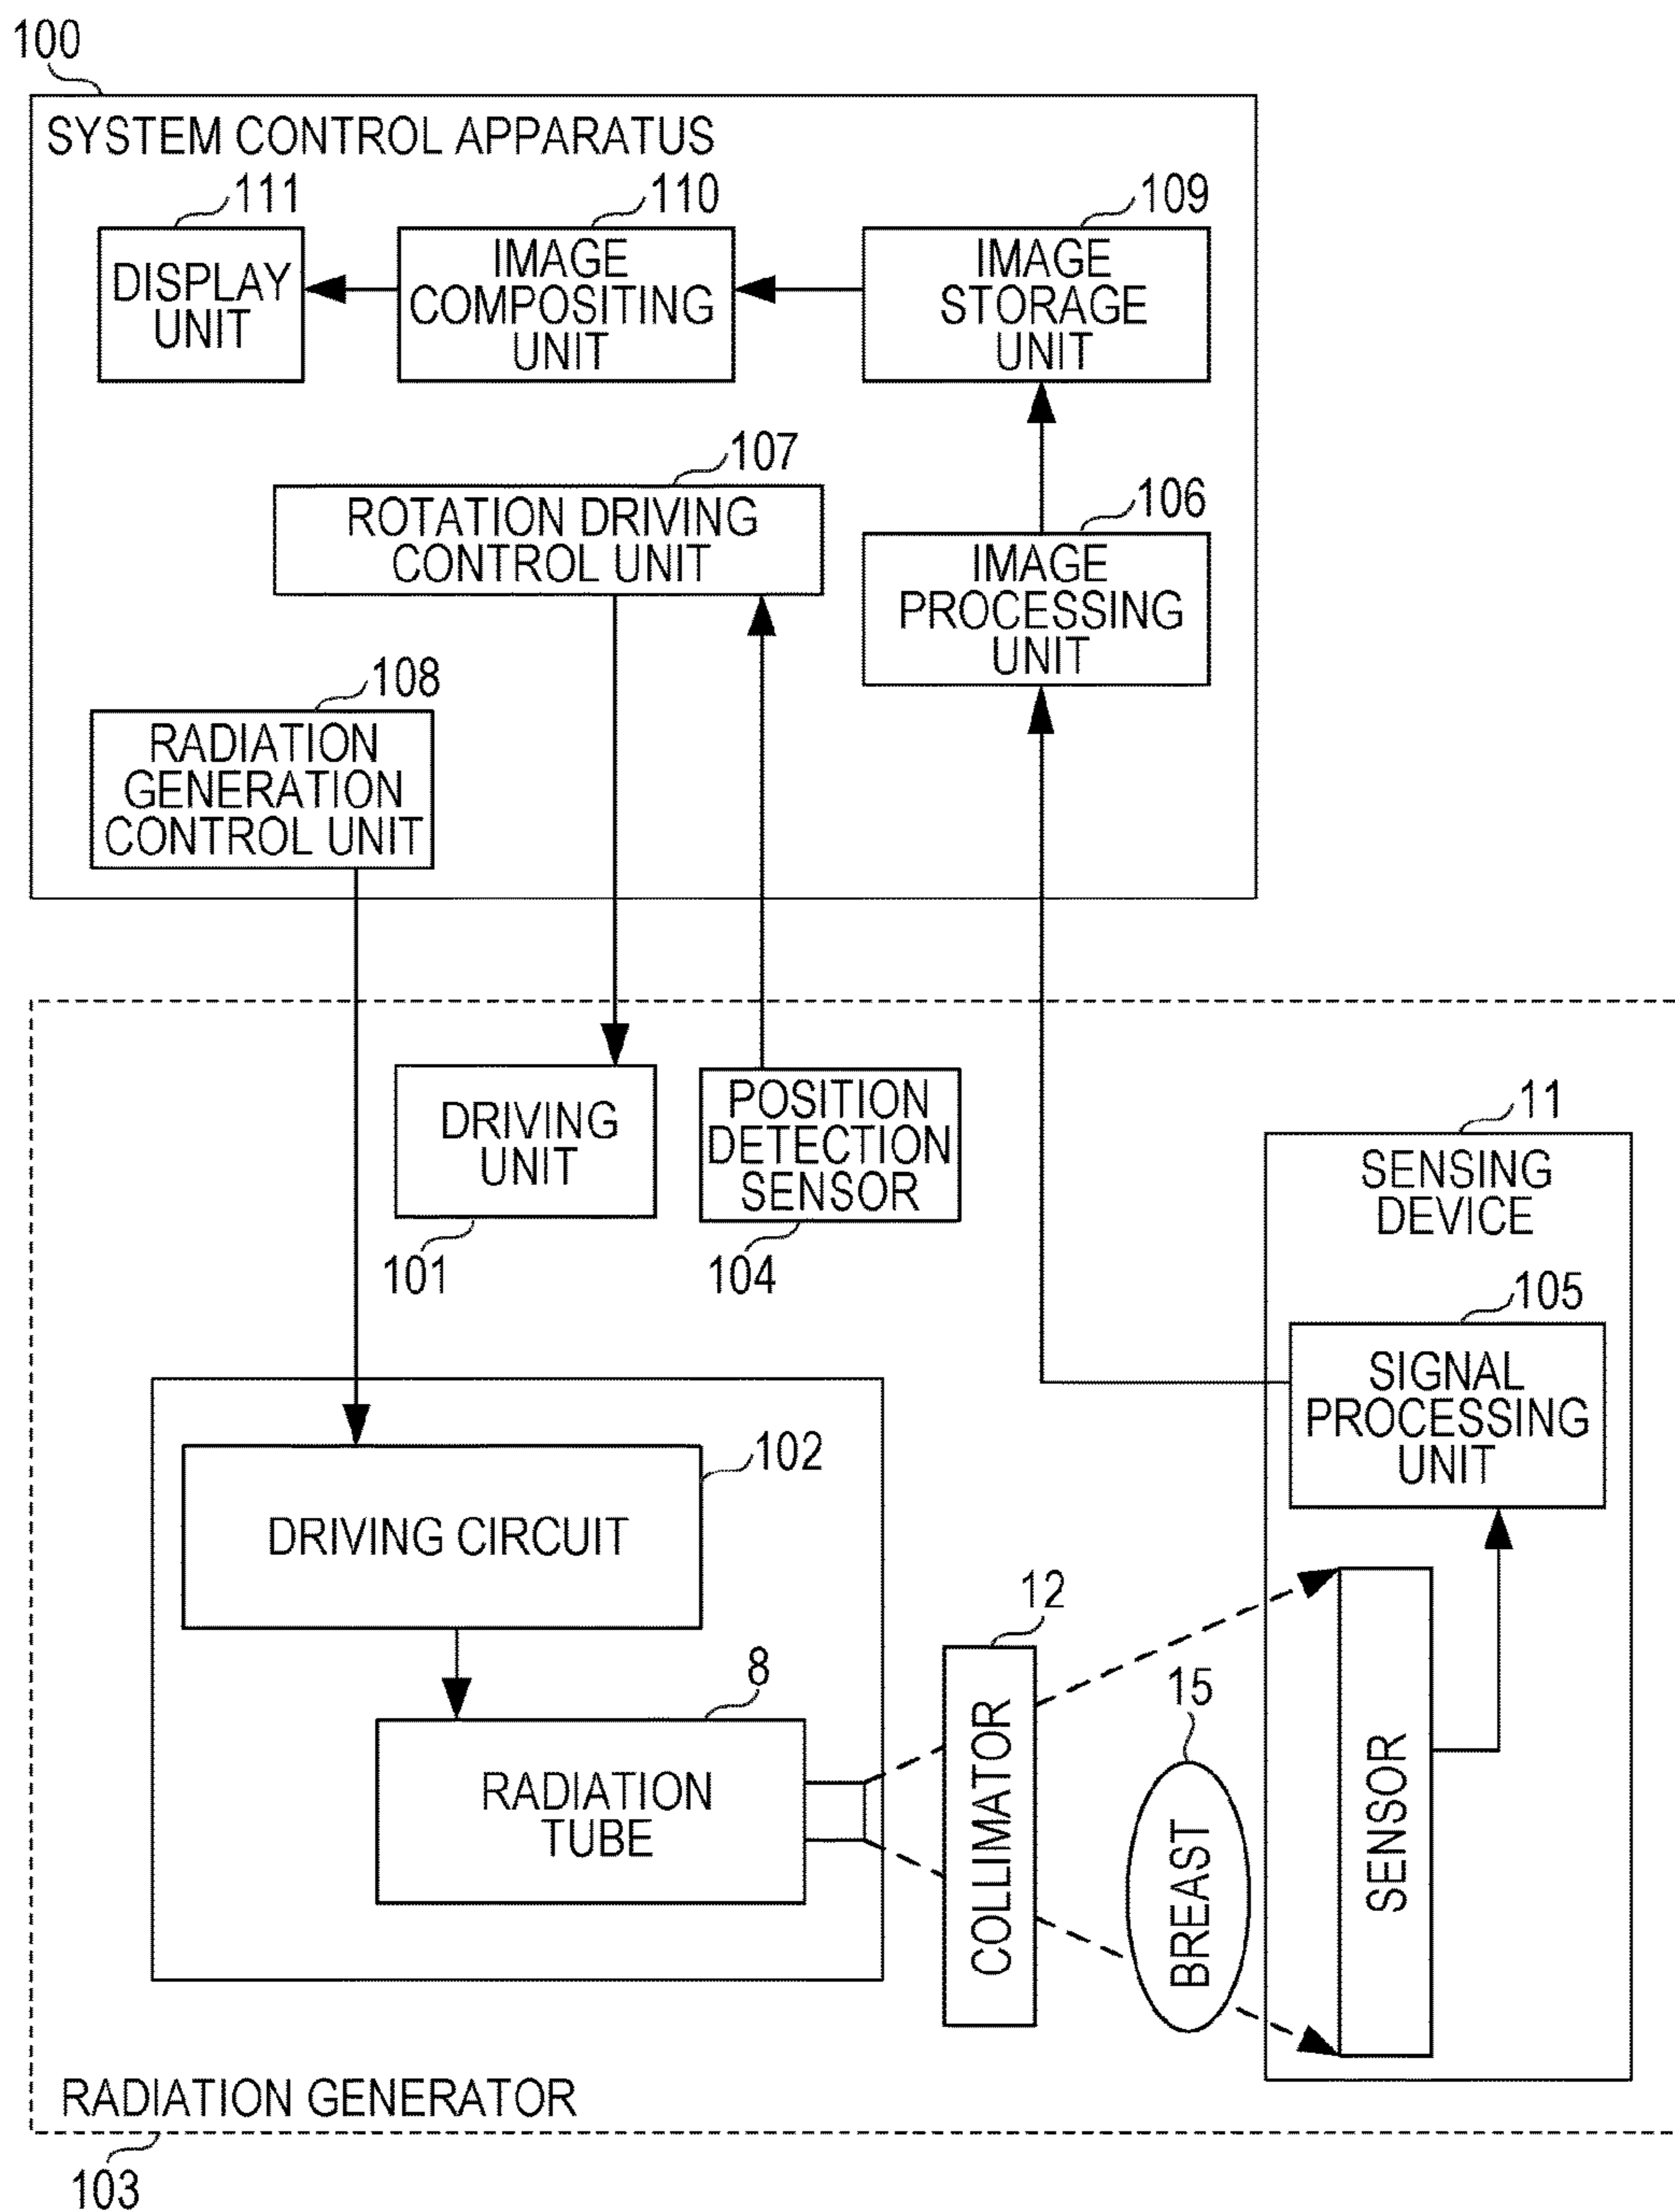 100
SYSTEM CONTROL APPARATUS
111
110
109
DISPLAY
UNIT
IMAGE
COMPOSITING
UNIT
IMAGE
STORAGE
UNIT
107
ROTATION DRIVING
CONTROL UNIT
106
IMAGE
PROCESSING
UNIT
108
RADIATION
GENERATION
CONTROL UNIT
DRIVING
UNIT
101
POSITION
DETECTION
SENSOR
104
11
SENSING
DEVICE
105
SIGNAL
PROCESSING
UNIT
102
DRIVING CIRCUIT
8
RADIATION
TUBE
12
COLLIMATOR
15
BREAST
SENSOR
RADIATION GENERATOR
103